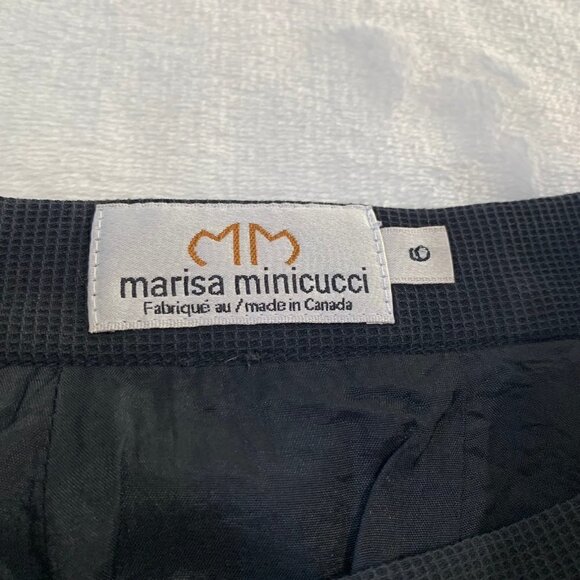 MM
marisa minicucci
Fabriqué au / made in Canada
6